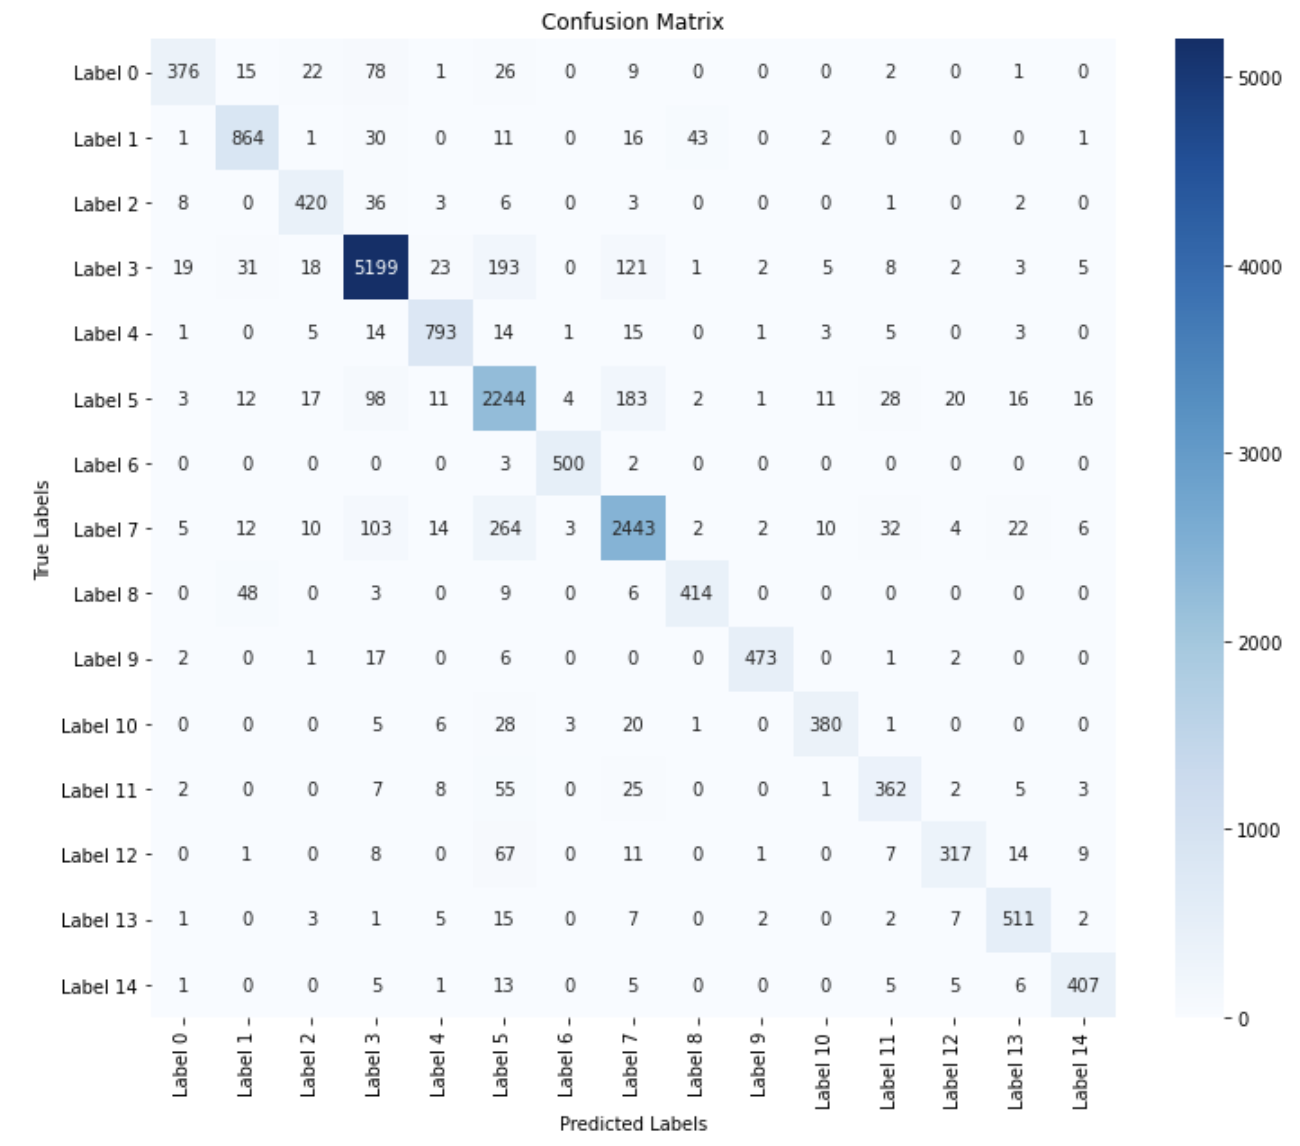 Confusion Matrix
Label 0 376 15 22 78 1 26 0 9 0 0 0 2 0 1 0
Label 1 1 864 1 30 0 11 0 16 43 0 2 0 0 0 1
Label 2 8 0 420 36 3 6 0 3 0 0 0 1 0 2 0
Label 3 19 31 18 5199 23 193 0 121 1 2 5 8 2 3 5
Label 4 1 0 5 14 793 14 1 15 0 1 3 5 0 3 0
Label 5 3 12 17 98 11 2244 4 183 2 1 11 28 20 16 16
Label 6 0 0 0 0 0 3 500 2 0 0 0 0 0 0 0
Label 7 5 12 10 103 14 264 3 2443 2 2 10 32 4 22 6
Label 8 0 48 0 3 0 9 0 6 414 0 0 0 0 0 0
Label 9 2 0 1 17 0 6 0 0 0 473 0 1 2 0 0
Label 10 0 0 0 5 6 28 3 20 1 0 380 1 0 0 0
Label 11 2 0 0 7 8 55 0 25 0 0 1 362 2 5 3
Label 12 0 1 0 8 0 67 0 11 0 1 0 7 317 14 9
Label 13 1 0 3 1 5 15 0 7 0 2 0 2 7 511 2
Label 14 1 0 0 5 1 13 0 5 0 0 0 5 5 6 407
True Labels
Label 0 Label 1 Label 2 Label 3 Label 4 Label 5 Label 6 Label 7 Label 8 Label 9 Label 10 Label 11 Label 12 Label 13 Label 14
Predicted Labels
5000
4000
3000
2000
1000
0